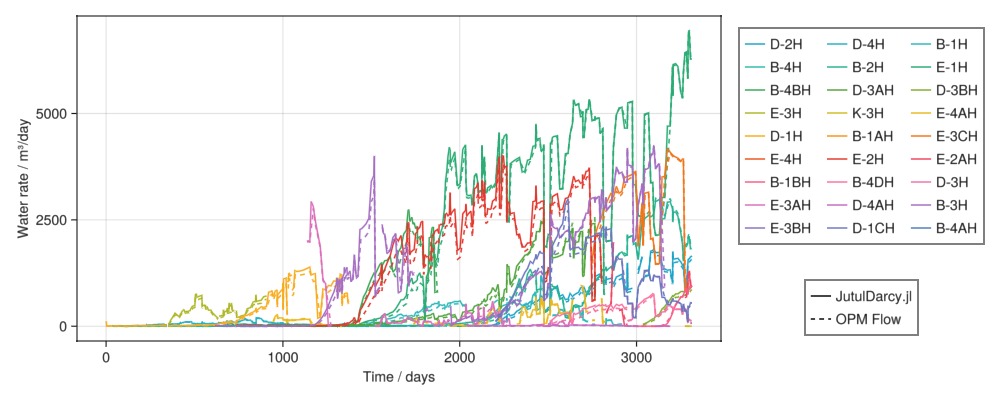 Water rate / m³/day
5000
2500
0
0 1000 2000 3000
Time / days
D-2H D-4H B-1H
B-4H B-2H E-1H
B-4BH D-3AH D-3BH
E-3H K-3H E-4AH
D-1H B-1AH E-3CH
E-4H E-2H E-2AH
B-1BH B-4DH D-3H
E-3AH D-4AH B-3H
E-3BH D-1CH B-4AH
JutulDarcy.jl
OPM Flow